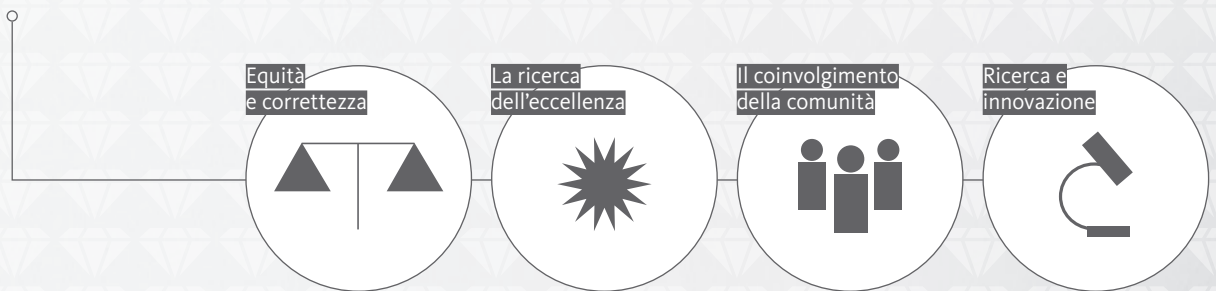 Equità
e correttezza
La ricerca
dell’eccellenza
Il coinvolgimento
della comunità
Ricerca e
innovazione